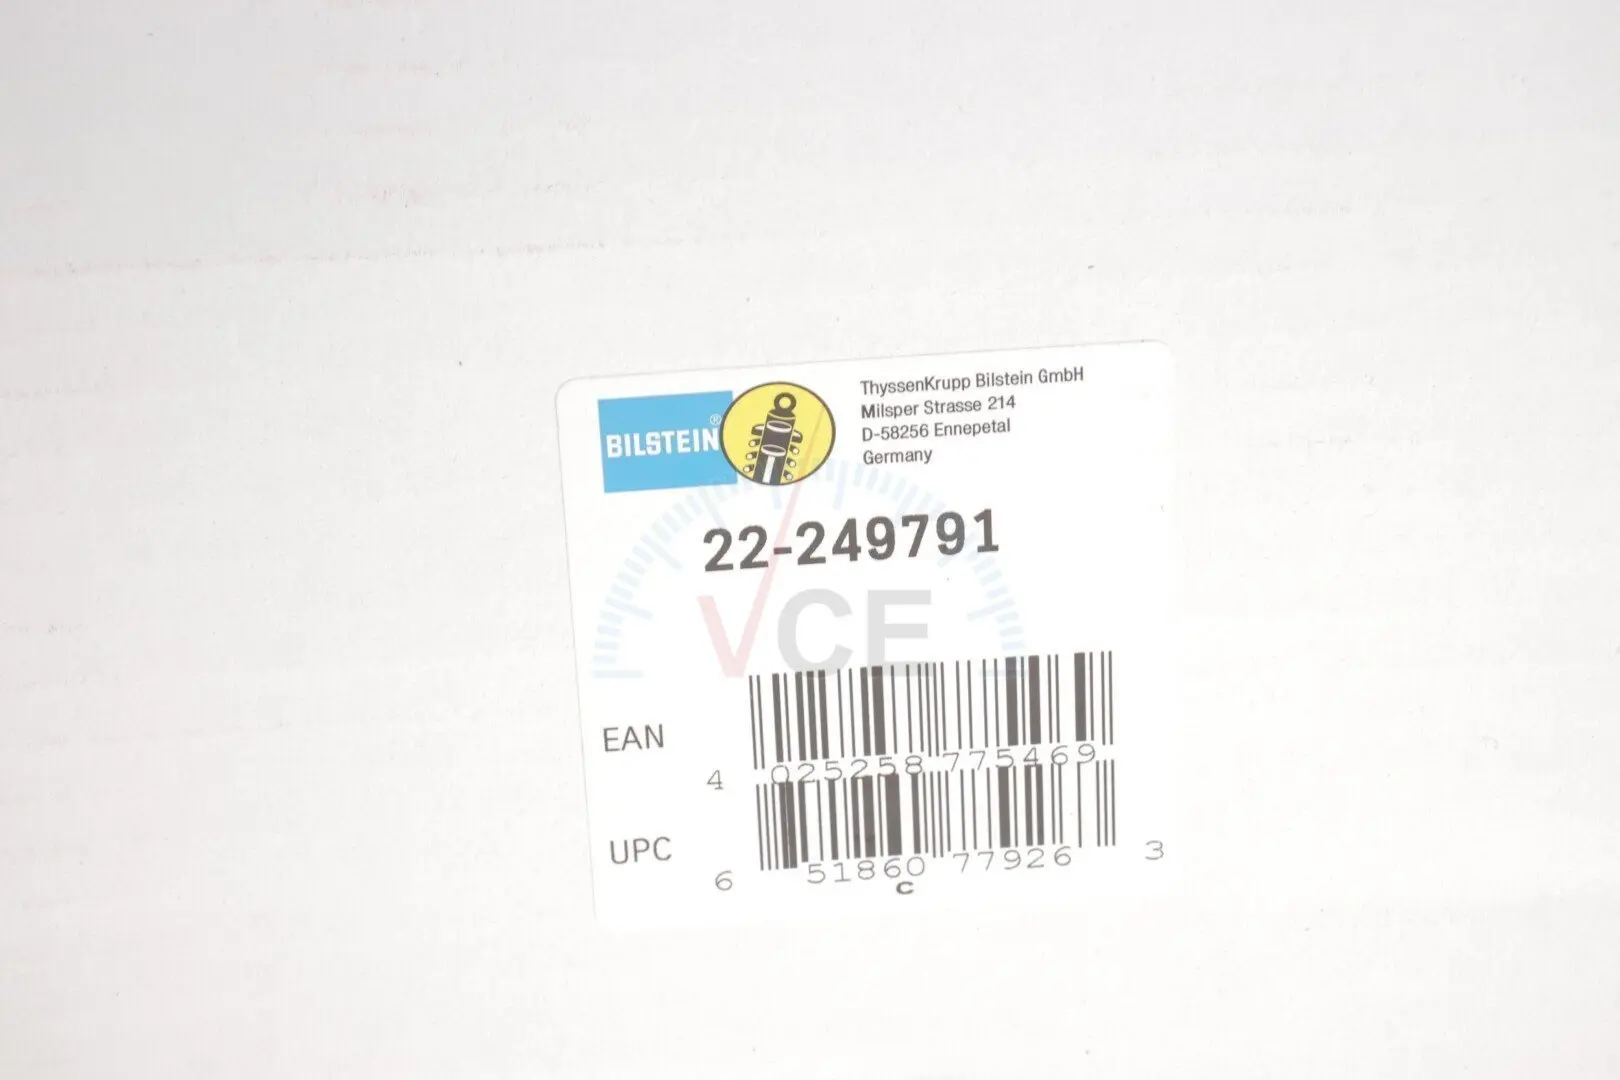 BILSTEIN®
ThyssenKrupp Bilstein GmbH
Milsper Strasse 214
D-58256 Ennepetal
Germany
22-249791
VCE
EAN
4 025258 775469
UPC
6 51860 77926 3
C